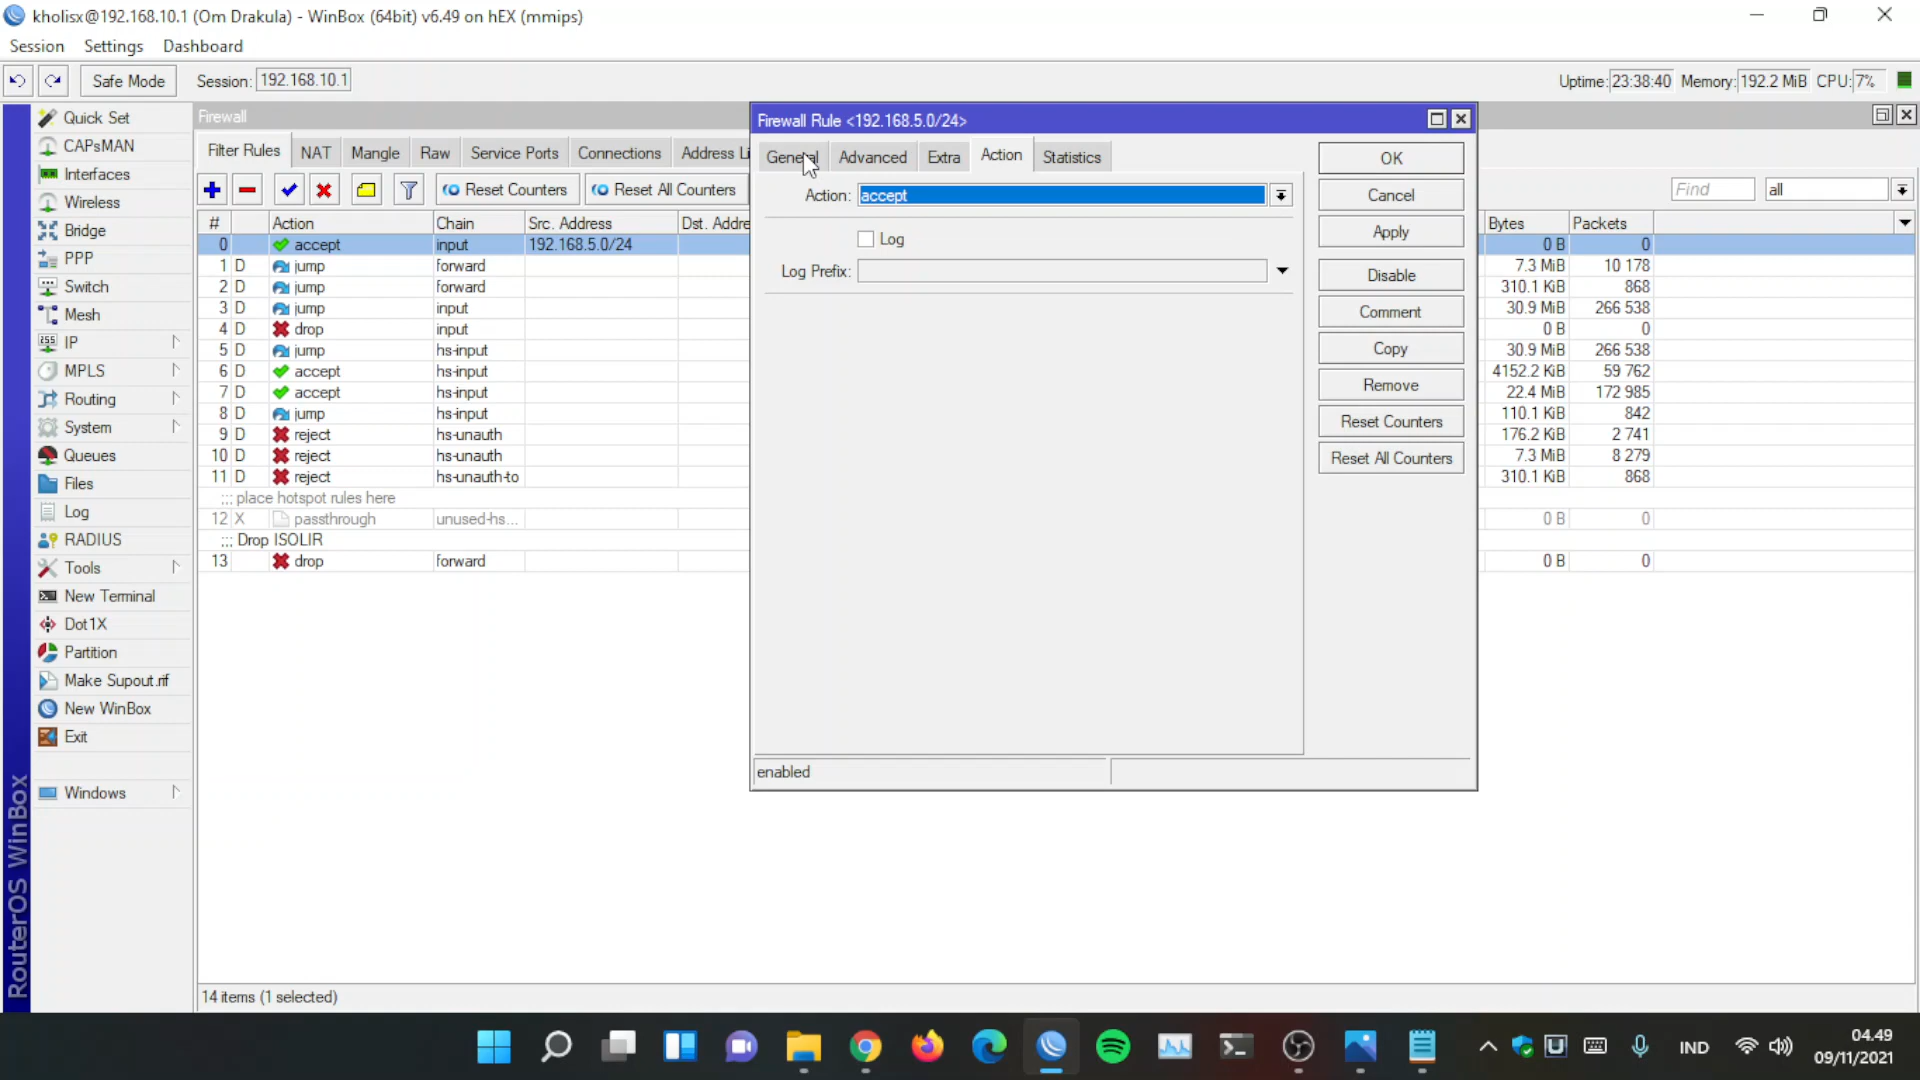 kholisx@192.168.10.1 (Om Drakula) - WinBox (64bit) v6.49 on hEX (mmips)
Session Settings Dashboard
Safe Mode Session: 192.168.10.1 Uptime: 23:38:40 Memory: 192.2 MiB CPU: 7%
Quick Set
CAPsMAN
Interfaces
Wireless
Bridge
PPP
Switch
Mesh
IP
MPLS
Routing
System
Queues
Files
Log
RADIUS
Tools
New Terminal
Dot1X
Partition
Make Supout.rif
New WinBox
Exit
Windows
RouterOS WinBox
Firewall
Filter Rules NAT Mangle Raw Service Ports Connections Address Li
Reset Counters Reset All Counters Find all
# Action Chain Src. Address Dst. Addre Bytes Packets
0 accept input 192.168.5.0/24 0 B 0
1 D jump forward 7.3 MiB 10 178
2 D jump forward 310.1 KiB 868
3 D jump input 30.9 MiB 266 538
4 D drop input 0 B 0
5 D jump hs-input 30.9 MiB 266 538
6 D accept hs-input 4152.2 KiB 59 762
7 D accept hs-input 22.4 MiB 172 985
8 D jump hs-input 110.1 KiB 842
9 D reject hs-unauth 176.2 KiB 2 741
10 D reject hs-unauth 7.3 MiB 8 279
11 D reject hs-unauth-to 310.1 KiB 868
::: place hotspot rules here
12 X passthrough unused-hs... 0 B 0
::: Drop ISOLIR
13 drop forward 0 B 0
14 items (1 selected)
Firewall Rule <192.168.5.0/24>
General Advanced Extra Action Statistics
Action: accept
Log
Log Prefix:
OK
Cancel
Apply
Disable
Comment
Copy
Remove
Reset Counters
Reset All Counters
enabled
IND
04.49
09/11/2021